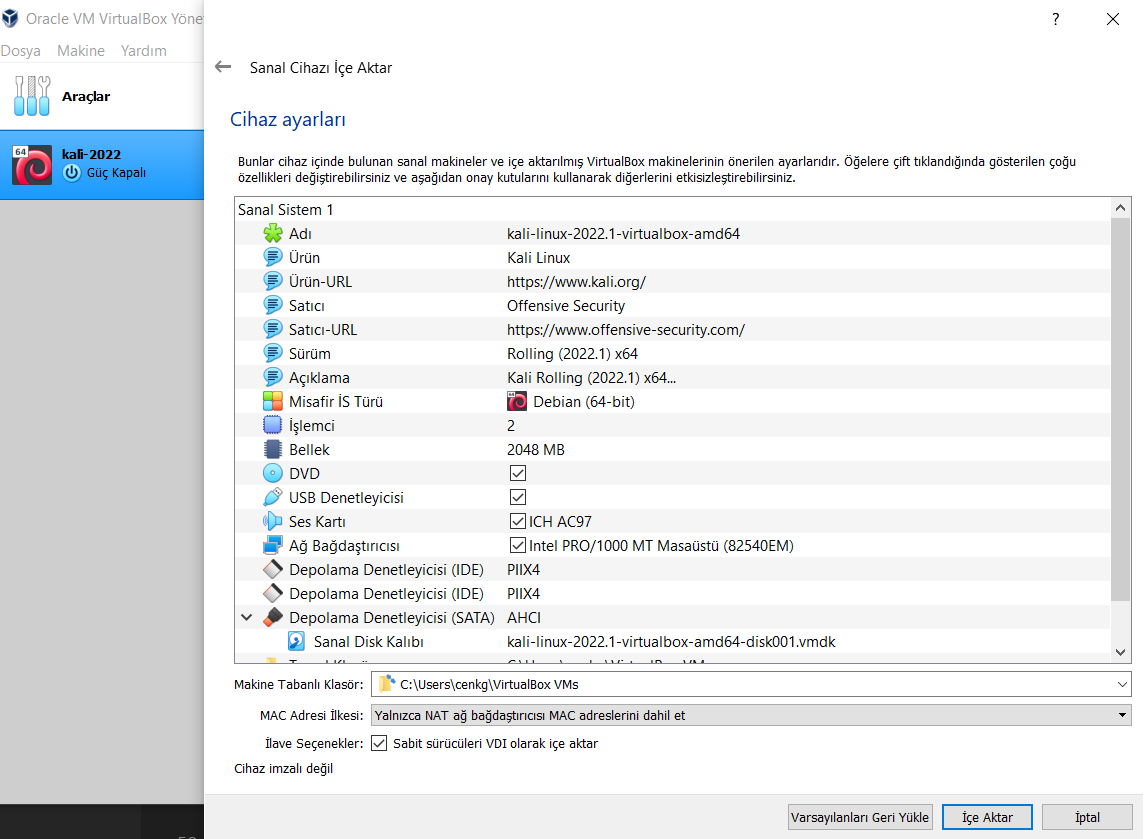 Oracle VM VirtualBox Yöne
Dosya Makine Yardım
Araçlar
64
kali-2022
Güç Kapalı
?
Sanal Cihazı İçe Aktar
Cihaz ayarları
Bunlar cihaz içinde bulunan sanal makineler ve içe aktarılmış VirtualBox makinelerinin önerilen ayarlarıdır. Öğelere çift tıklandığında gösterilen çoğu
özellikleri değiştirebilirsiniz ve aşağıdan onay kutularını kullanarak diğerlerini etkisizleştirebilirsiniz.
Sanal Sistem 1
Adı kali-linux-2022.1-virtualbox-amd64
Ürün Kali Linux
Ürün-URL https://www.kali.org/
Satıcı Offensive Security
Satıcı-URL https://www.offensive-security.com/
Sürüm Rolling (2022.1) x64
Açıklama Kali Rolling (2022.1) x64...
Misafir İS Türü Debian (64-bit)
İşlemci 2
Bellek 2048 MB
DVD
USB Denetleyicisi
Ses Kartı ICH AC97
Ağ Bağdaştırıcısı Intel PRO/1000 MT Masaüstü (82540EM)
Depolama Denetleyicisi (IDE) PIIX4
Depolama Denetleyicisi (IDE) PIIX4
Depolama Denetleyicisi (SATA) AHCI
Sanal Disk Kalıbı kali-linux-2022.1-virtualbox-amd64-disk001.vmdk
Makine Tabanlı Klasör: C:\Users\cenkg\VirtualBox VMs
MAC Adresi İlkesi: Yalnızca NAT ağ bağdaştırıcısı MAC adreslerini dahil et
İlave Seçenekler: Sabit sürücüleri VDI olarak içe aktar
Cihaz imzalı değil
Varsayılanları Geri Yükle İçe Aktar İptal